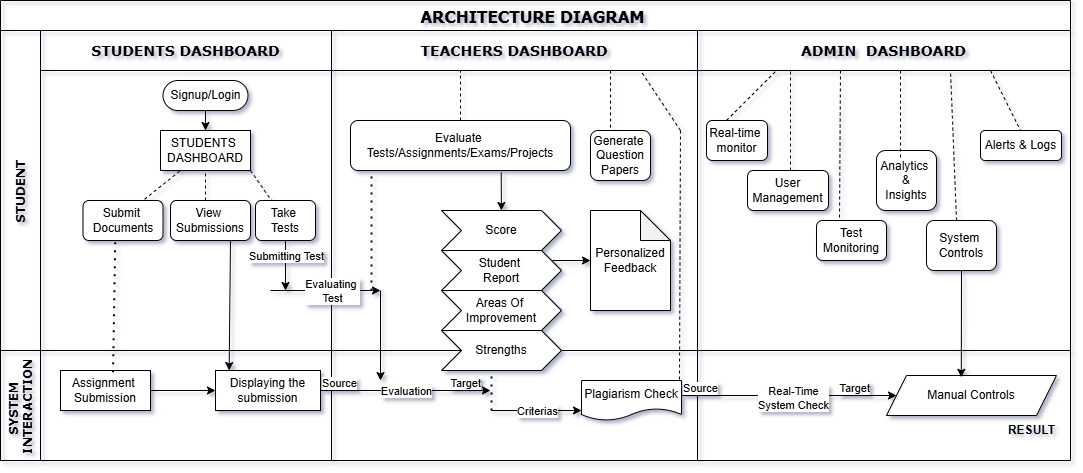 ARCHITECTURE DIAGRAM
STUDENTS DASHBOARD
TEACHERS DASHBOARD
ADMIN DASHBOARD
STUDENT
Signup/Login
STUDENTS
DASHBOARD
Submit
Documents
View
Submissions
Take
Tests
Submitting Test
Evaluating
Test
Evaluate
Tests/Assignments/Exams/Projects
Generate
Question
Papers
Score
Student
Report
Areas Of
Improvement
Strengths
Personalized
Feedback
Real-time
monitor
User
Management
Test
Monitoring
Analytics
&
Insights
System
Controls
Alerts & Logs
SYSTEM
INTERACTION
Assignment
Submission
Displaying the
submission
Source
Evaluation
Target
Criterias
Plagiarism Check
Source
Real-Time
System Check
Target
Manual Controls
RESULT